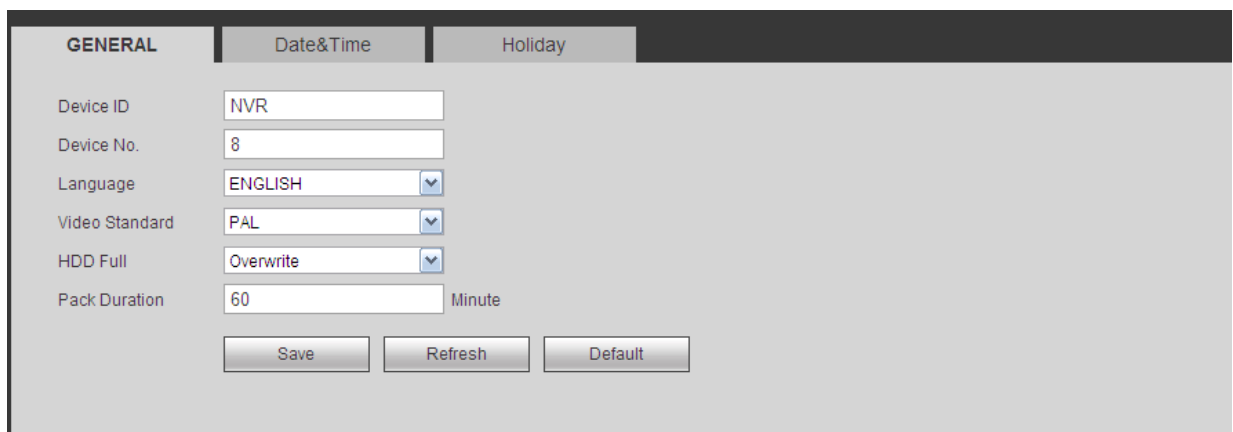 GENERAL Date&Time Holiday
Device ID NVR
Device No. 8
Language ENGLISH
Video Standard PAL
HDD Full Overwrite
Pack Duration 60 Minute
Save Refresh Default